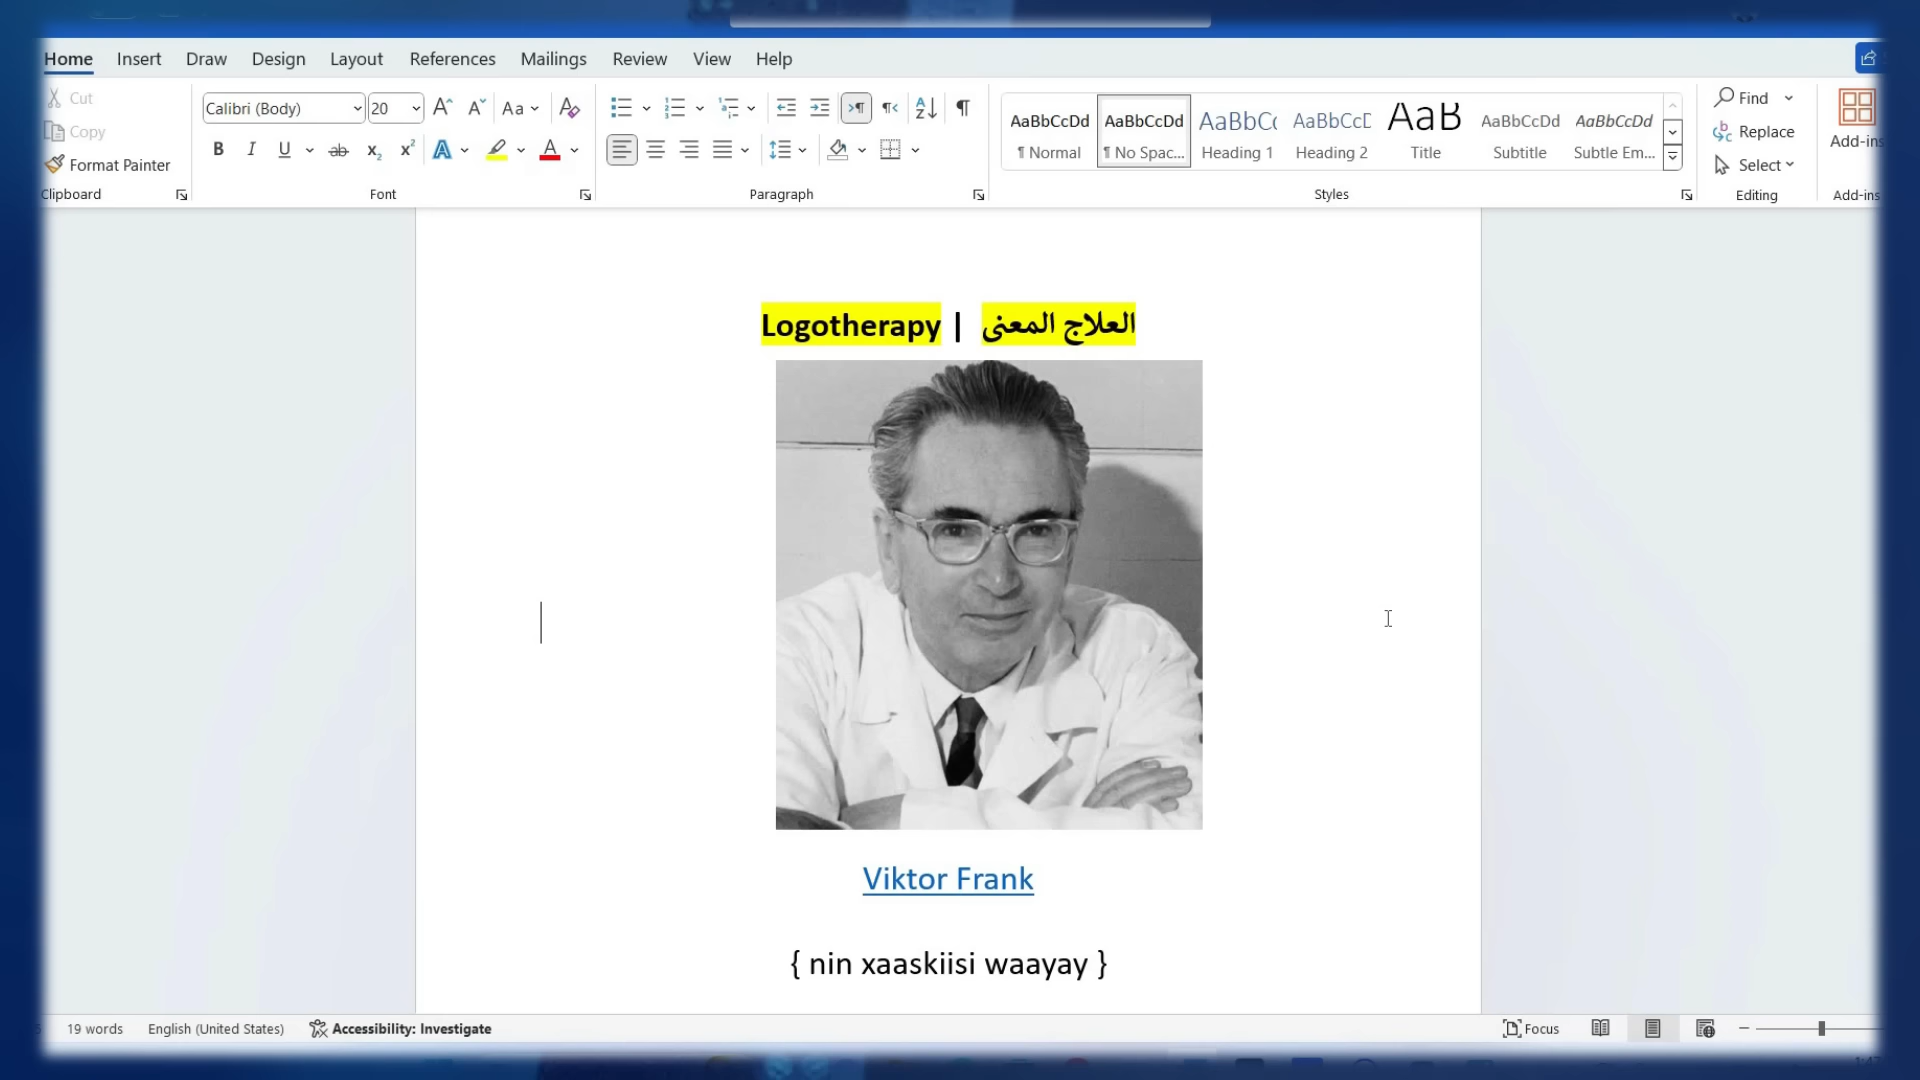 Home Insert Draw Design Layout References Mailings Review View Help
Cut
Copy
Format Painter
Clipboard
Calibri (Body) 20
Font
Paragraph
AaBbCcDd AaBbCcDd AaBbC AaBbCcD AaB AaBbCcDd AaBbCcDd
¶ Normal ¶ No Spac... Heading 1 Heading 2 Title Subtitle Subtle Em...
Styles
Find
Replace
Select
Editing
Add-ins
Add-ins
Logotherapy | العلاج المعنى
Viktor Frank
{ nin xaaskiisi waayay }
19 words English (United States) Accessibility: Investigate Focus